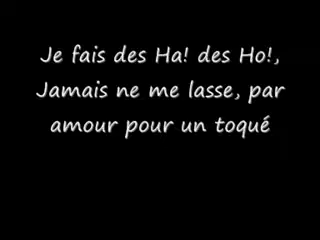 Je fais des Ha! des Ho!,
Jamais ne me lasse, par
amour pour un toqué